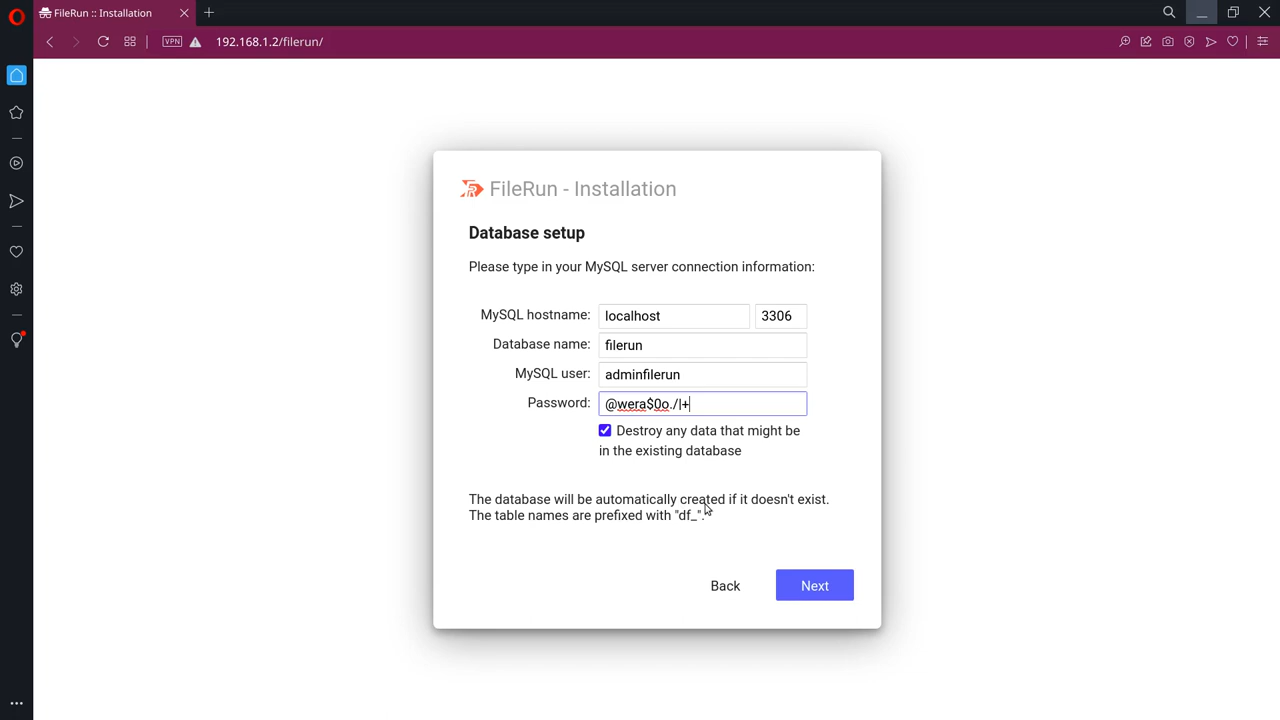 FileRun :: Installation
VPN
192.168.1.2/filerun/
FileRun - Installation
Database setup
Please type in your MySQL server connection information:
MySQL hostname: localhost 3306
Database name: filerun
MySQL user: adminfilerun
Password: @wera$0o./|+
Destroy any data that might be
in the existing database
The database will be automatically created if it doesn't exist.
The table names are prefixed with "df_".
Back Next